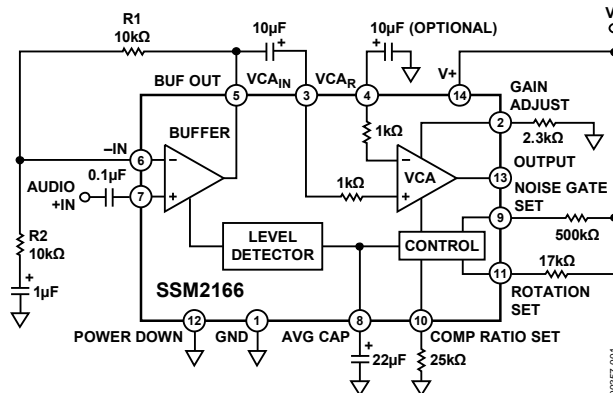 R1
10kΩ
10µF
+
10µF (OPTIONAL)
+
V
BUF OUT
VCAIN
VCAR
V+
5
3
4
14
GAIN
ADJUST
2
2.3kΩ
BUFFER
1kΩ
–IN
6
–
0.1µF
AUDIO
+IN
7
+
1kΩ
–
+
VCA
OUTPUT
13
NOISE GATE
SET
9
500kΩ
R2
10kΩ
LEVEL
DETECTOR
CONTROL
17kΩ
11
ROTATION
SET
+
1µF
SSM2166
12
1
8
10
POWER DOWN
GND
AVG CAP
COMP RATIO SET
+
22µF
25kΩ